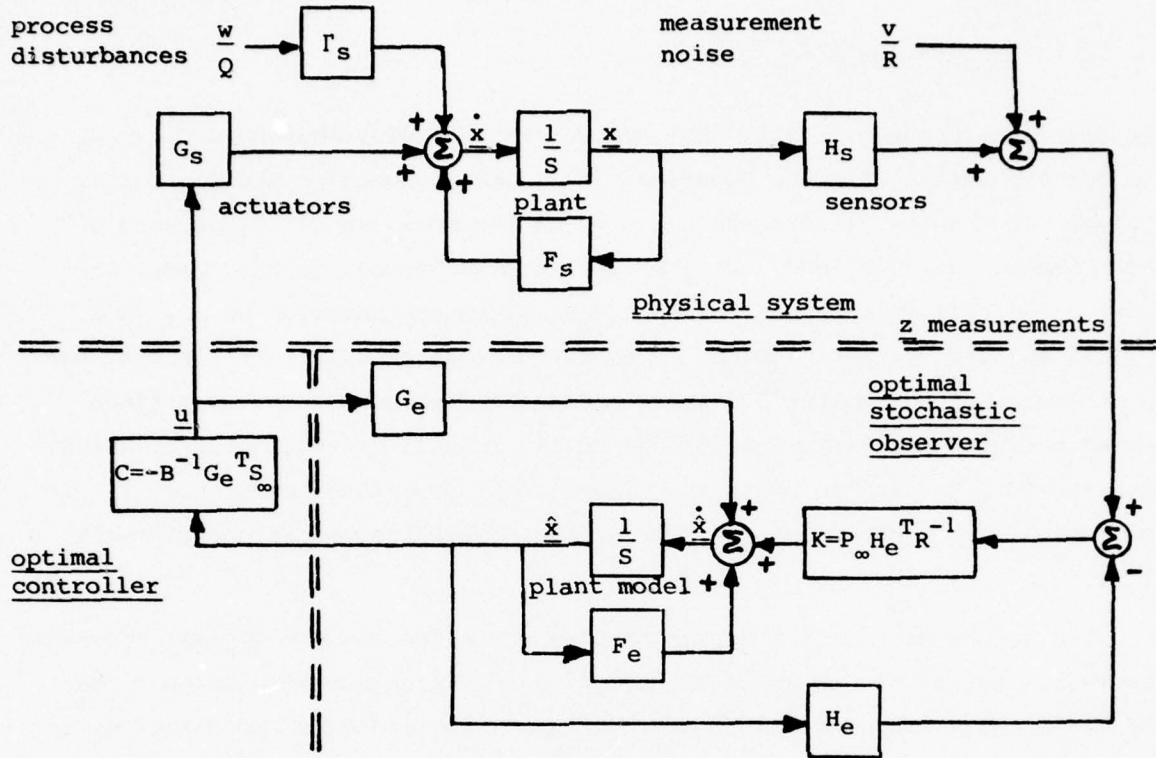 process
disturbances
w
Q
Γs
measurement
noise
v
R
+
+
Gs
+
+
Σ
+
ẋ
1
S
x
plant
Hs
sensors
+
Σ
actuators
Fs
physical system
z measurements
Ge
optimal
stochastic
observer
u
C=-B⁻¹GeᵀS∞
x̂
1
S
x̂̇
+
Σ
+
+
K=P∞HeᵀR⁻¹
+
Σ
-
plant model
optimal
controller
Fe
He